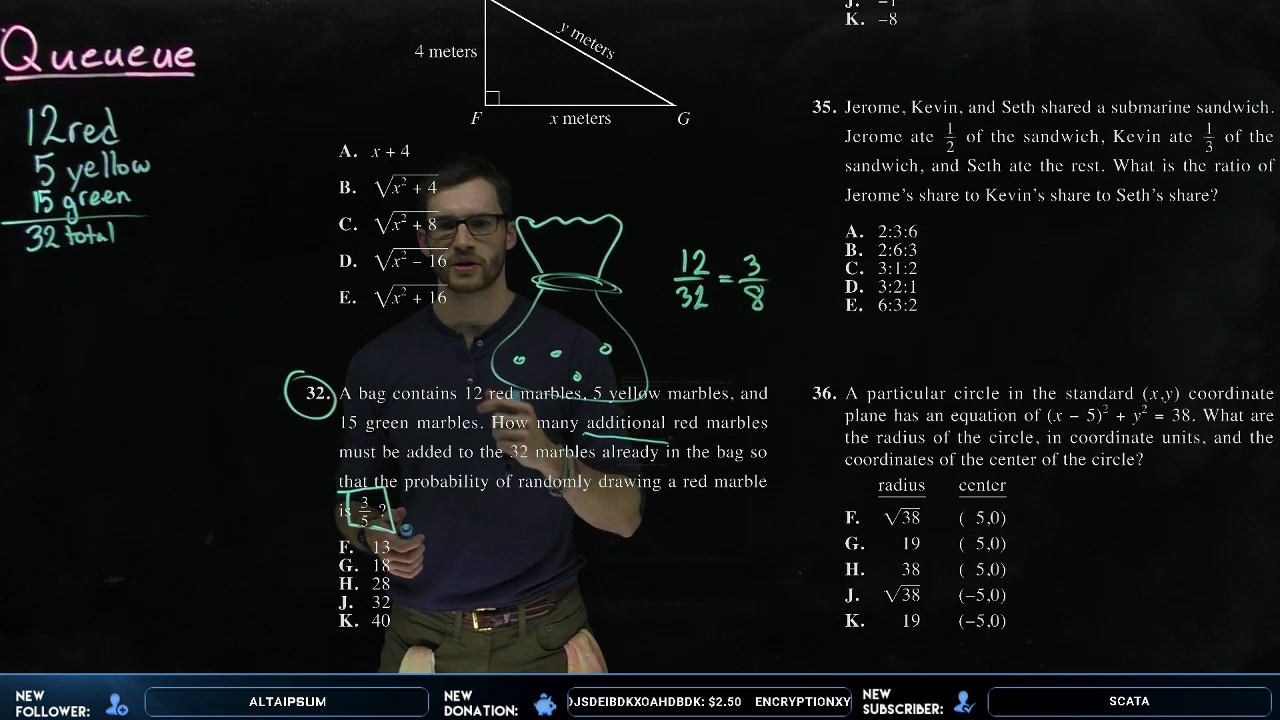 Queueue
12 red
5 yellow
15 green
32 total
4 meters
y meters
F
x meters
G
A. x + 4
B. √x² + 4
C. √x² + 8
D. √x² − 16
E. √x² + 16
12/32 = 3/8
32. A bag contains 12 red marbles, 5 yellow marbles, and
15 green marbles. How many additional red marbles
must be added to the 32 marbles already in the bag so
that the probability of randomly drawing a red marble
is 3/5 ?
F. 13
G. 18
H. 28
J. 32
K. 40
K. −8
35. Jerome, Kevin, and Seth shared a submarine sandwich.
Jerome ate 1/2 of the sandwich, Kevin ate 1/3 of the
sandwich, and Seth ate the rest. What is the ratio of
Jerome's share to Kevin's share to Seth's share?
A. 2:3:6
B. 2:6:3
C. 3:1:2
D. 3:2:1
E. 6:3:2
36. A particular circle in the standard (x,y) coordinate
plane has an equation of (x − 5)² + y² = 38. What are
the radius of the circle, in coordinate units, and the
coordinates of the center of the circle?
radius center
F. √38 ( 5,0)
G. 19 ( 5,0)
H. 38 ( 5,0)
J. √38 (−5,0)
K. 19 (−5,0)
NEW FOLLOWER: ALTAIPSUM
NEW DONATION: JSDEIBDKXOAHDBDK: $2.50 ENCRYPTIONXY
NEW SUBSCRIBER: SCATA